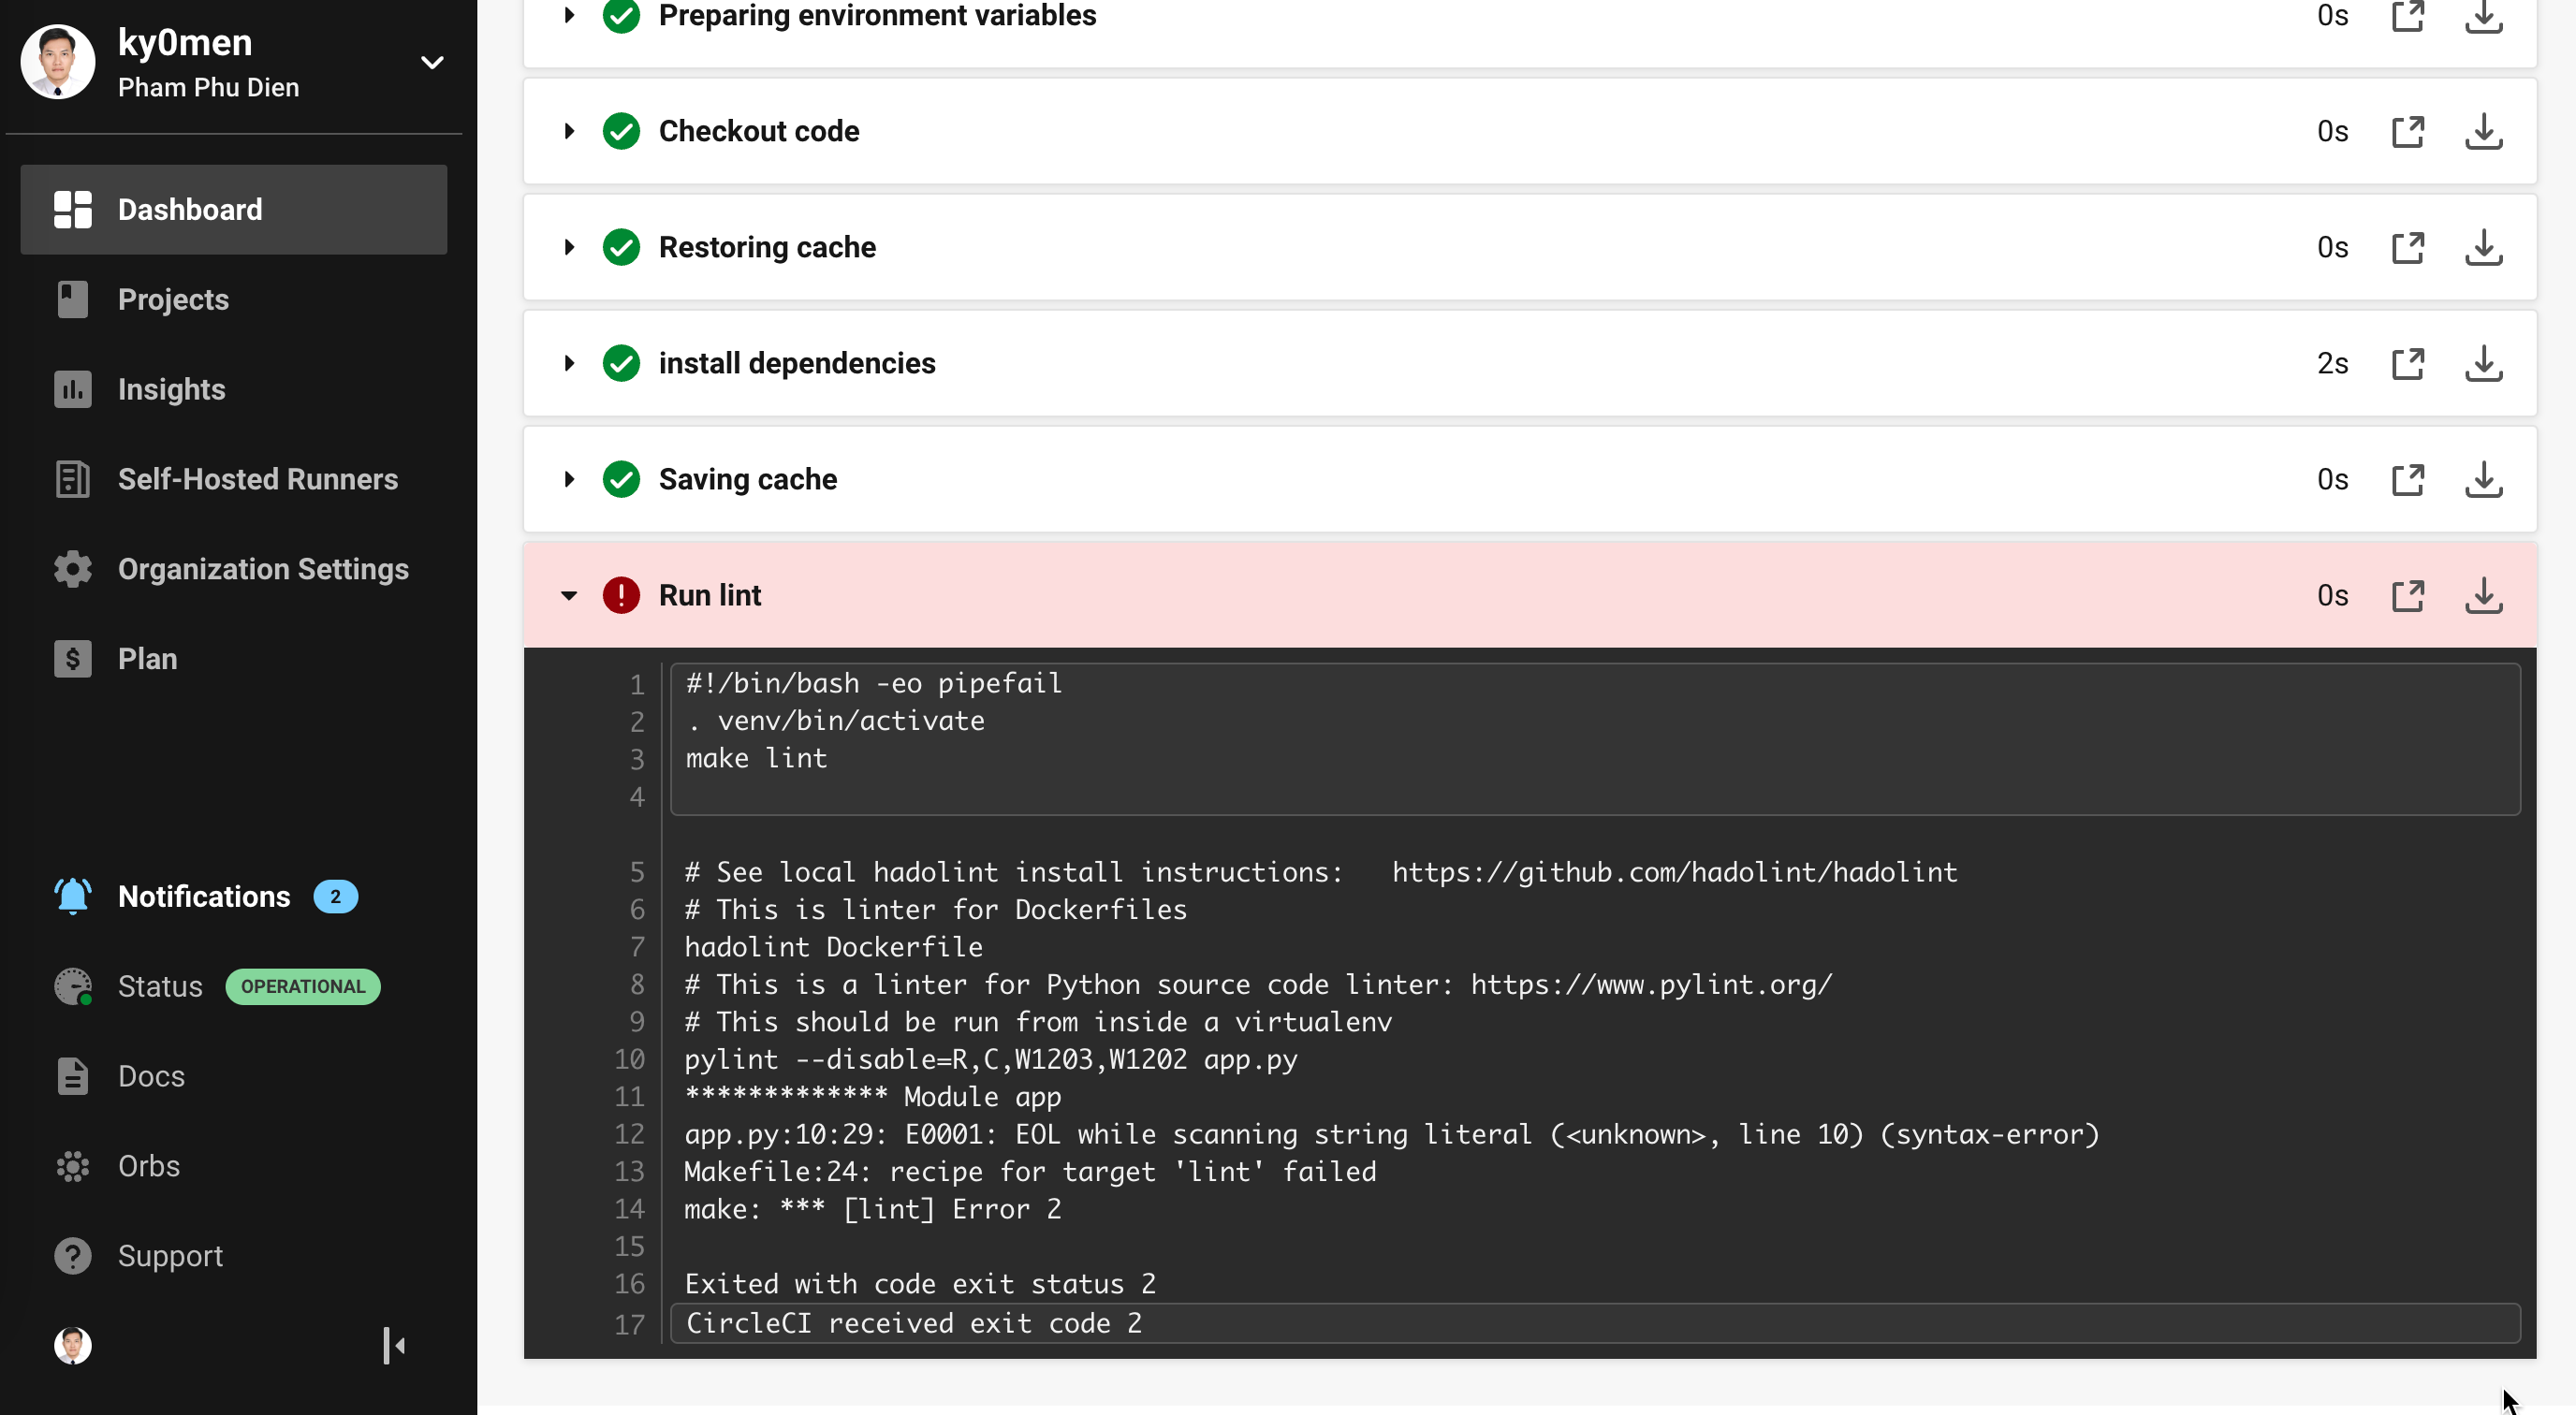 ky0men
Pham Phu Dien
Dashboard
Projects
Insights
Self-Hosted Runners
Organization Settings
$ Plan
Notifications 2
Status OPERATIONAL
Docs
Orbs
? Support
Preparing environment variables 0s
Checkout code 0s
Restoring cache 0s
install dependencies 2s
Saving cache 0s
! Run lint 0s
1 #!/bin/bash -eo pipefail
2 . venv/bin/activate
3 make lint
4
5 # See local hadolint install instructions:   https://github.com/hadolint/hadolint
6 # This is linter for Dockerfiles
7 hadolint Dockerfile
8 # This is a linter for Python source code linter: https://www.pylint.org/
9 # This should be run from inside a virtualenv
10 pylint --disable=R,C,W1203,W1202 app.py
11 ************* Module app
12 app.py:10:29: E0001: EOL while scanning string literal (<unknown>, line 10) (syntax-error)
13 Makefile:24: recipe for target 'lint' failed
14 make: *** [lint] Error 2
15
16 Exited with code exit status 2
17 CircleCI received exit code 2